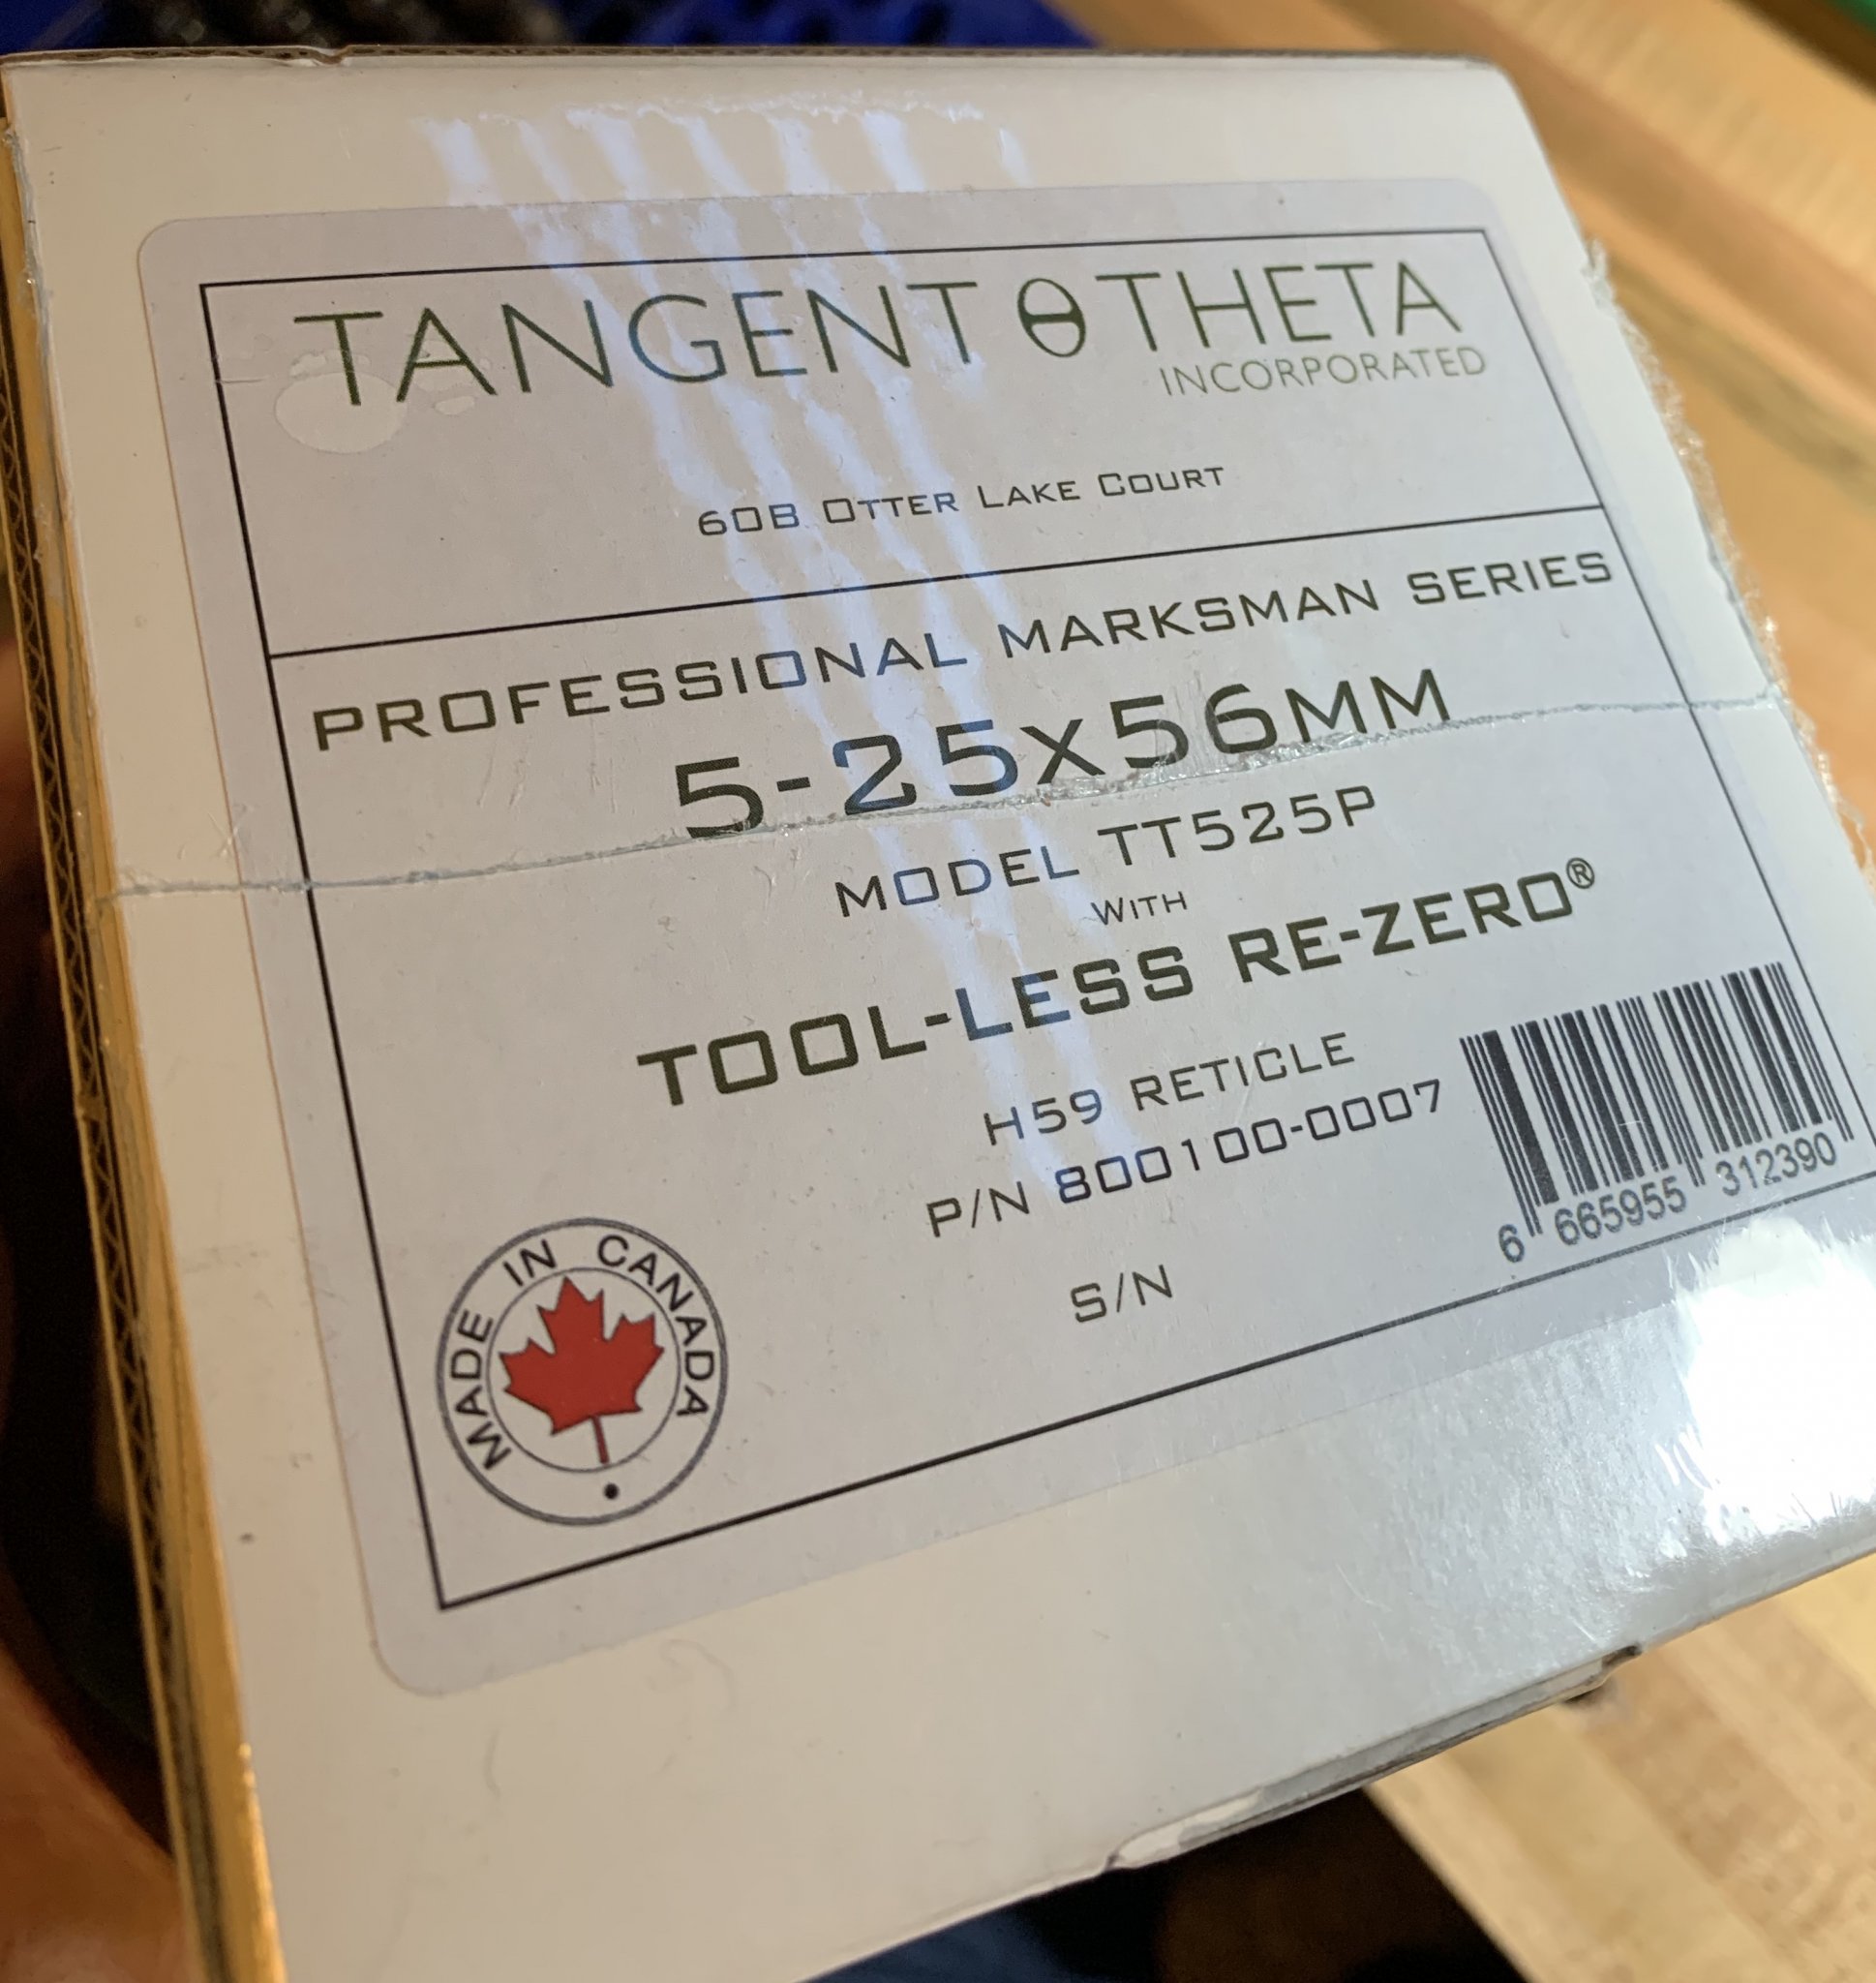 TANGENT θ THETA
INCORPORATED
60B OTTER LAKE COURT
PROFESSIONAL MARKSMAN SERIES
5-25x56MM
MODEL TT525P
WITH
TOOL-LESS RE-ZERO®
H59 RETICLE
P/N 800100-0007
6 665955 312390
S/N
MADE IN CANADA